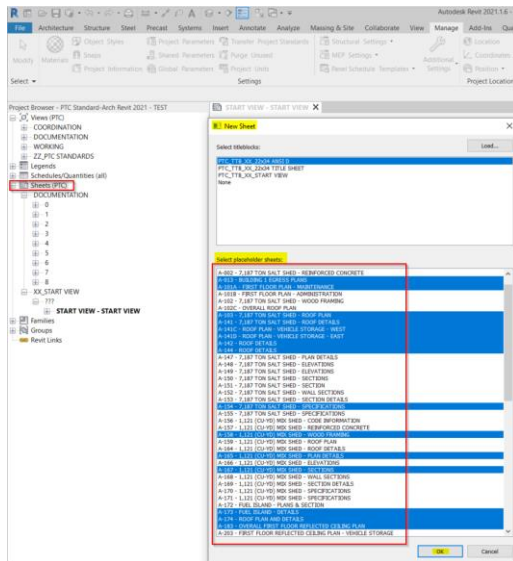 Autodesk Revit 2021.1.6 -
File Architecture Structure Steel Precast Systems Insert Annotate Analyze Massing & Site Collaborate View Manage Add-Ins
Modify Materials
Object Styles
Snaps
Project Information
Project Parameters
Shared Parameters
Global Parameters
Transfer Project Standards
Purge Unused
Project Units
Structural Settings
MEP Settings
Panel Schedule Templates
Additional Settings
Location
Coordinates
Position
Select
Settings
Project Location
Project Browser - PTC Standard-Arch Revit 2021 - TEST
START VIEW - START VIEW X
Views (PTC)
COORDINATION
DOCUMENTATION
WORKING
ZZ_PTC STANDARDS
Legends
Schedules/Quantities (all)
Sheets (PTC)
DOCUMENTATION
0
1
2
3
4
5
6
7
8
XX_START VIEW
???
START VIEW - START VIEW
Families
Groups
Revit Links
New Sheet
Select titleblocks:
Load...
PTC_TTB_XX_22x34 ANSI D
PTC_TTB_XX_22x34 TITLE SHEET
PTC_TTB_XX_START VIEW
None
Select placeholder sheets:
A-002 - 7,187 TON SALT SHED - REINFORCED CONCRETE
A-013 - BUILDING 1 EGRESS PLANS
A-101A - FIRST FLOOR PLAN - MAINTENANCE
A-101B - FIRST FLOOR PLAN - ADMINISTRATION
A-102 - 7,187 TON SALT SHED - WOOD FRAMING
A-102C - OVERALL ROOF PLAN
A-103 - 7,187 TON SALT SHED - ROOF PLAN
A-141 - 7,187 TON SALT SHED - ROOF DETAILS
A-141C - ROOF PLAN - VEHICLE STORAGE - WEST
A-141D - ROOF PLAN - VEHICLE STORAGE - EAST
A-142 - ROOF DETAILS
A-144 - ROOF DETAILS
A-147 - 7,187 TON SALT SHED - PLAN DETAILS
A-148 - 7,187 TON SALT SHED - ELEVATIONS
A-149 - 7,187 TON SALT SHED - ELEVATIONS
A-150 - 7,187 TON SALT SHED - SECTIONS
A-151 - 7,187 TON SALT SHED - SECTION
A-152 - 7,187 TON SALT SHED - WALL SECTIONS
A-153 - 7,187 TON SALT SHED - SECTION DETAILS
A-154 - 7,187 TON SALT SHED - SPECIFICATIONS
A-155 - 7,187 TON SALT SHED - SPECIFICATIONS
A-156 - 1,121 (CU-YD) MIX SHED - CODE INFORMATION
A-157 - 1,121 (CU-YD) MIX SHED - REINFORCED CONCRETE
A-158 - 1,121 (CU-YD) MIX SHED - WOOD FRAMING
A-159 - 1,121 (CU-YD) MIX SHED - ROOF PLAN
A-164 - 1,121 (CU-YD) MIX SHED - ROOF DETAILS
A-165 - 1,121 (CU-YD) MIX SHED - PLAN DETAILS
A-166 - 1,121 (CU-YD) MIX SHED - ELEVATIONS
A-167 - 1,121 (CU-YD) MIX SHED - SECTIONS
A-168 - 1,121 (CU-YD) MIX SHED - WALL SECTIONS
A-169 - 1,121 (CU-YD) MIX SHED - SECTION DETAILS
A-170 - 1,121 (CU-YD) MIX SHED - SPECIFICATIONS
A-171 - 1,121 (CU-YD) MIX SHED - SPECIFICATIONS
A-172 - FUEL ISLAND - PLANS & SECTION
A-173 - FUEL ISLAND - DETAILS
A-174 - ROOF PLAN AND DETAILS
A-183 - OVERALL FIRST FLOOR REFLECTED CEILING PLAN
A-203 - FIRST FLOOR REFLECTED CEILING PLAN - VEHICLE STORAGE
OK
Cancel